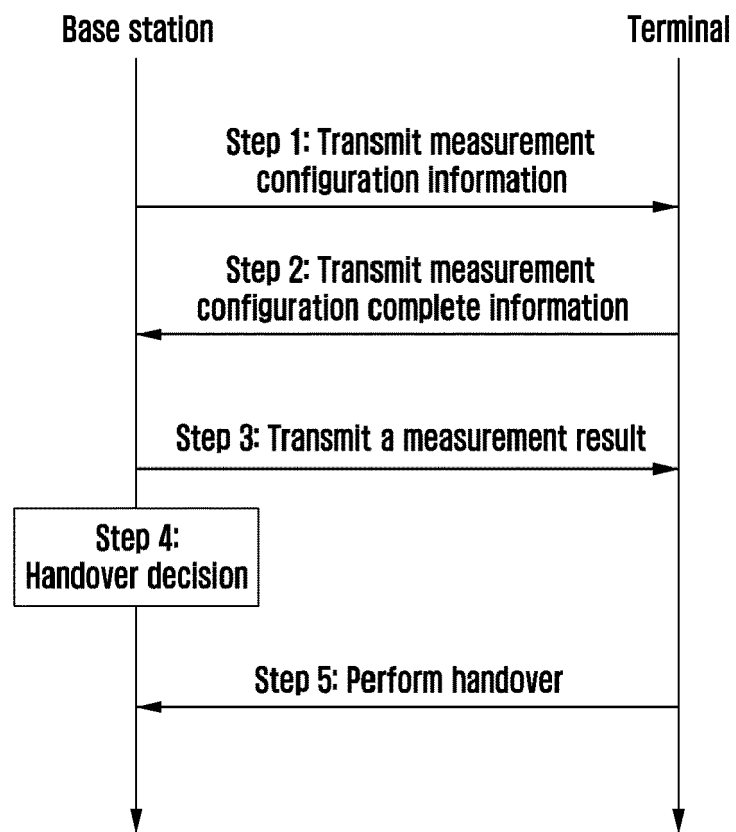 Base station
Terminal
Step 1: Transmit measurement
configuration information
Step 2: Transmit measurement
configuration complete information
Step 3: Transmit a measurement result
Step 4:
Handover decision
Step 5: Perform handover